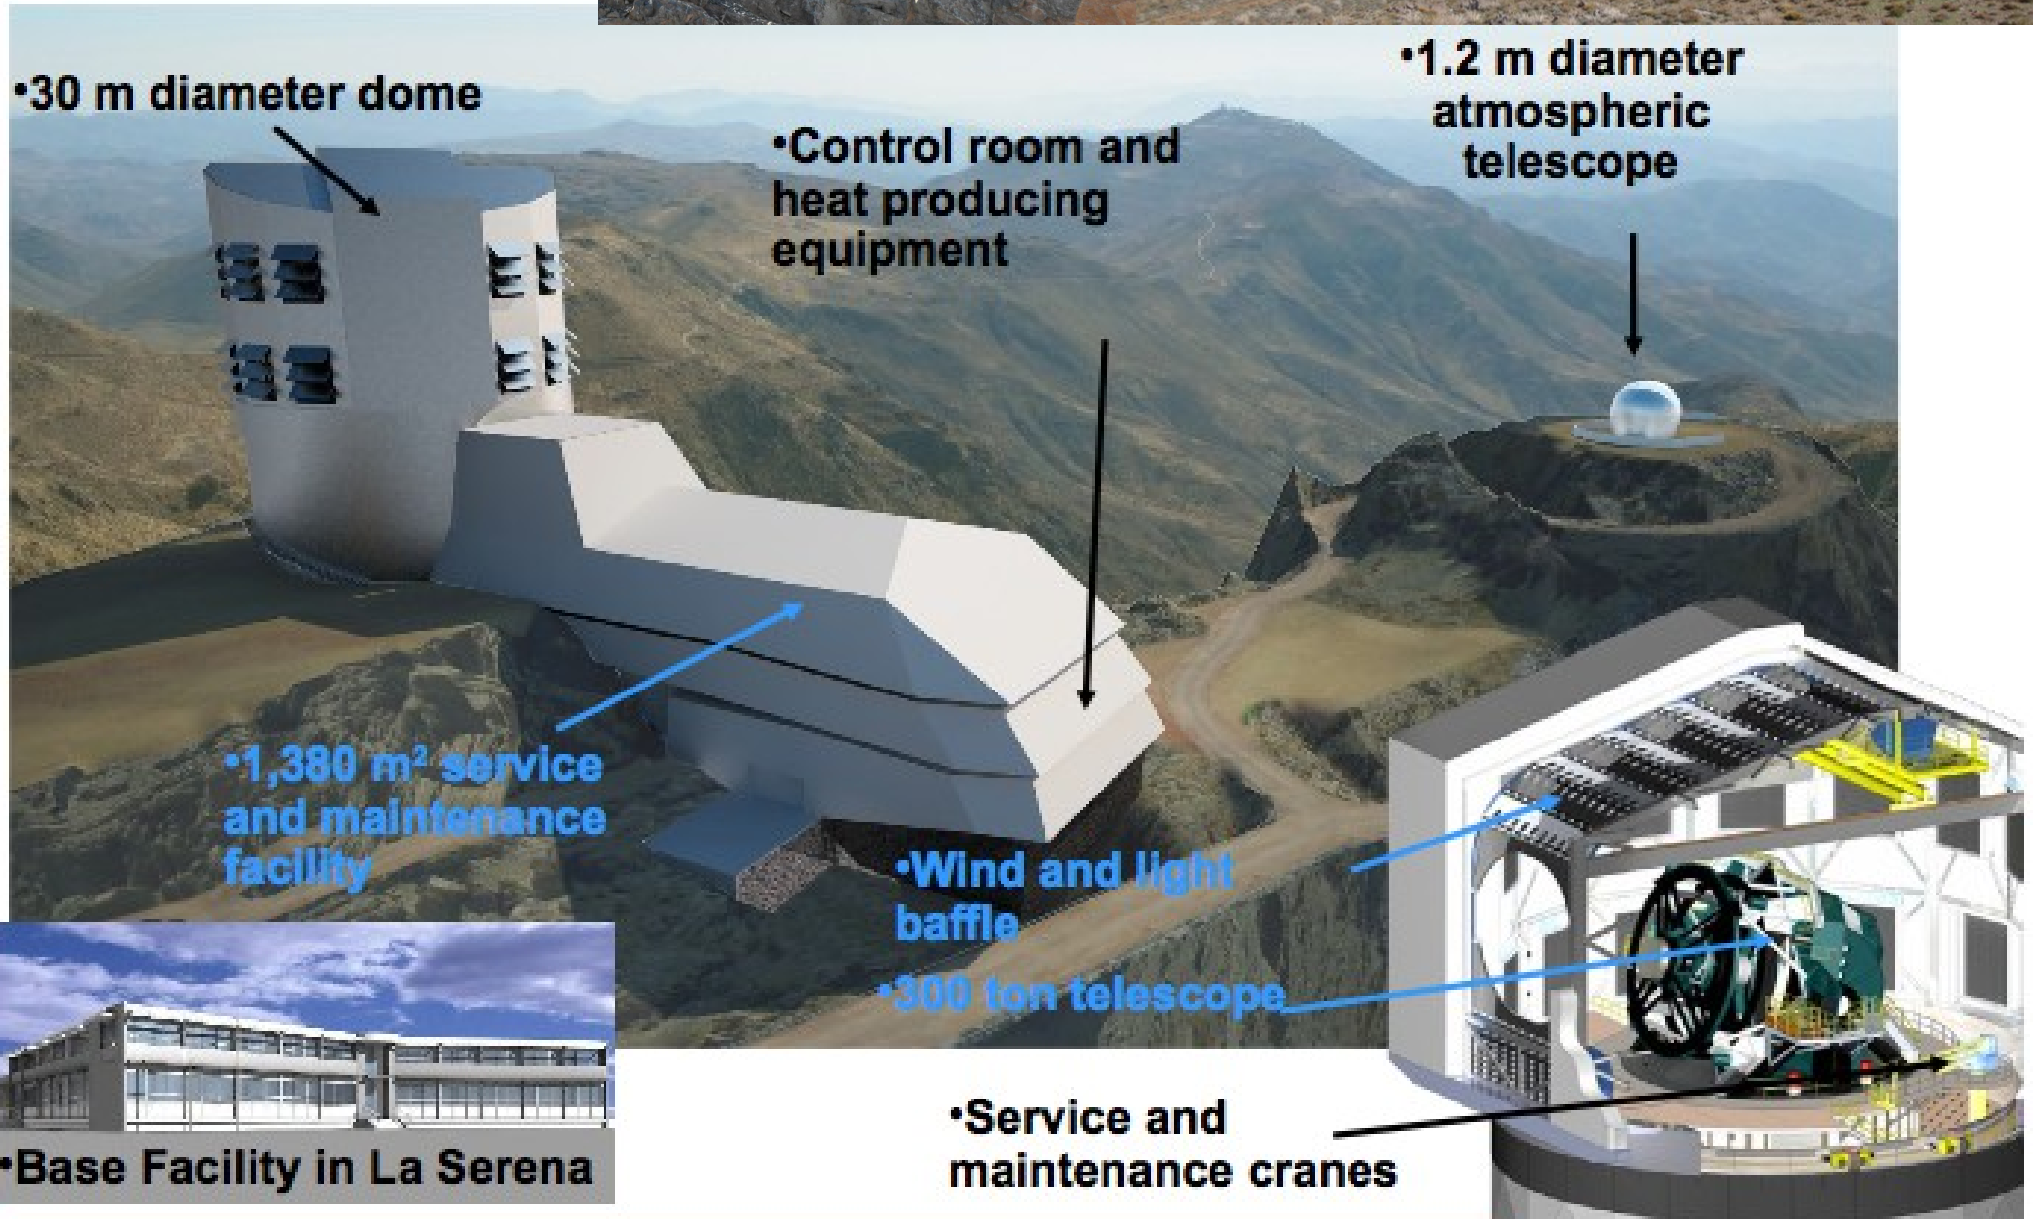 •30 m diameter dome
•1.2 m diameter
atmospheric
telescope
•Control room and
heat producing
equipment
•1,380 m² service
and maintenance
facility
•Wind and light
baffle
•300 ton telescope
•Service and
maintenance cranes
•Base Facility in La Serena